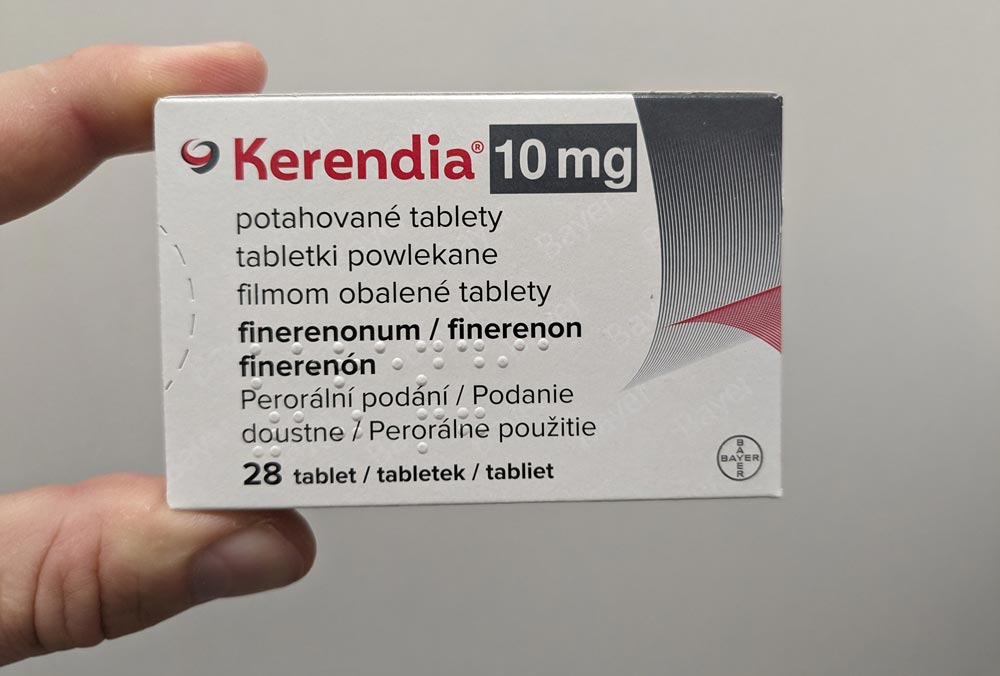 Kerendia® 10 mg
potahované tablety
tabletki powlekane
filmom obalené tablety
finerenonum / finerenon
finerenón
Perorální podání / Podanie
doustne / Perorálne použitie
28 tablet / tabletek / tabliet
BAYER
BAYER